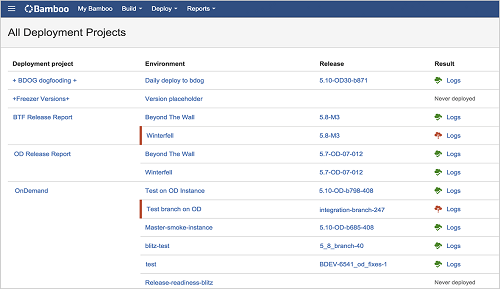 Bamboo My Bamboo Build Deploy Reports
All Deployment Projects
Deployment project Environment Release Result
+ BDOG dogfooding + Daily deploy to bdog 5.10-OD30-b871 Logs
+Freezer Versions+ Version placeholder Never deployed
BTF Release Report Beyond The Wall 5.8-M3 Logs
Winterfell 5.8-M3 Logs
OD Release Report Beyond The Wall 5.7-OD-07-012 Logs
Winterfell 5.7-OD-07-012 Logs
OnDemand Test on OD Instance 5.10-OD-b798-408 Logs
Test branch on OD integration-branch-247 Logs
Master-smoke-instance 5.10-OD-b685-408 Logs
blitz-test 5_8_branch-40 Logs
test BDEV-6541_od_fixes-1 Logs
Release-readiness-blitz Never deployed